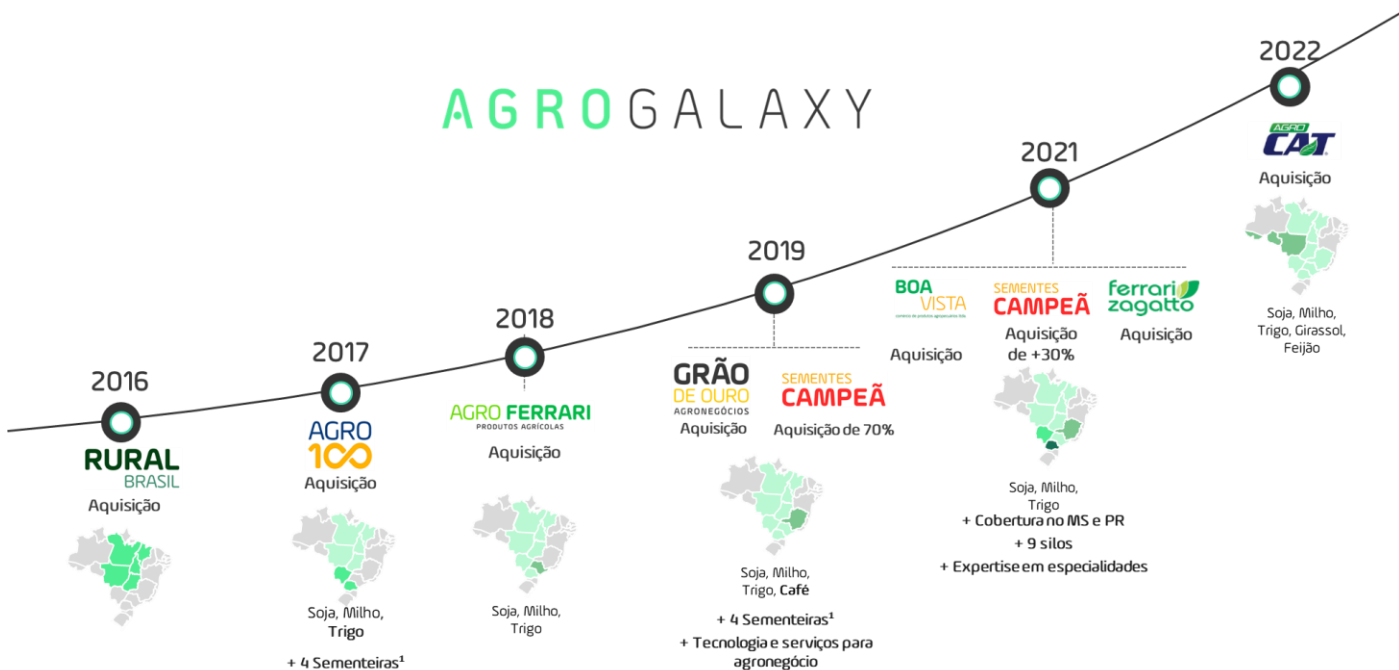 AGROGALAXY
2016
RURAL
BRASIL
Aquisição
2017
AGRO
100
Aquisição
Soja, Milho,
Trigo
+ 4 Sementeiras¹
2018
AGRO FERRARI
PRODUTOS AGRÍCOLAS
Aquisição
Soja, Milho,
Trigo
2019
GRÃO
DE OURO
AGRONEGÓCIOS
Aquisição
SEMENTES
CAMPEÃ
Aquisição de 70%
Soja, Milho,
Trigo, Café
+ 4 Sementeiras¹
+ Tecnologia e serviços para
agronegócio
2021
BOA
VISTA
Aquisição
SEMENTES
CAMPEÃ
Aquisição
de +30%
ferrari
zagatto
Aquisição
Soja, Milho,
Trigo
+ Cobertura no MS e PR
+ 9 silos
+ Expertise em especialidades
2022
AGRO
CAT
Aquisição
Soja, Milho,
Trigo, Girassol,
Feijão